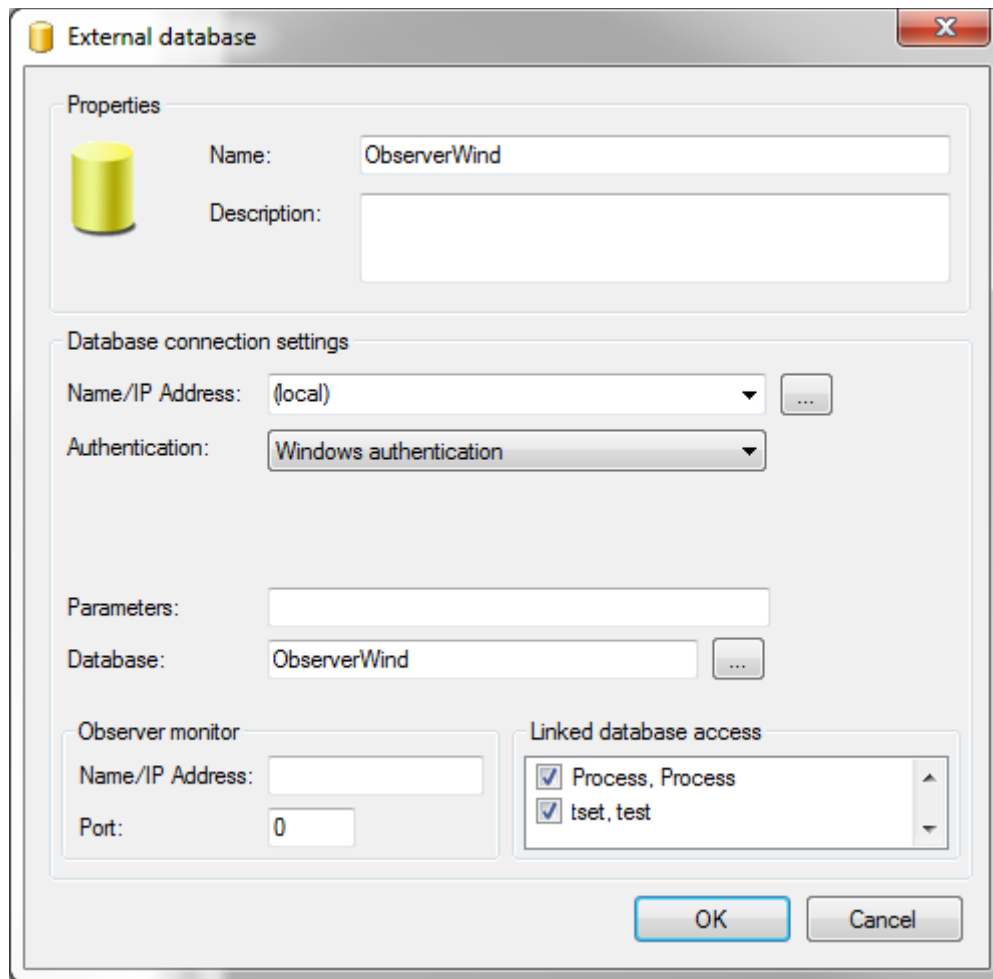 External database
Properties
Name: ObserverWind
Description:
Database connection settings
Name/IP Address: (local) ...
Authentication: Windows authentication
Parameters:
Database: ObserverWind ...
Observer monitor
Name/IP Address:
Port: 0
Linked database access
Process, Process
tset, test
OK Cancel